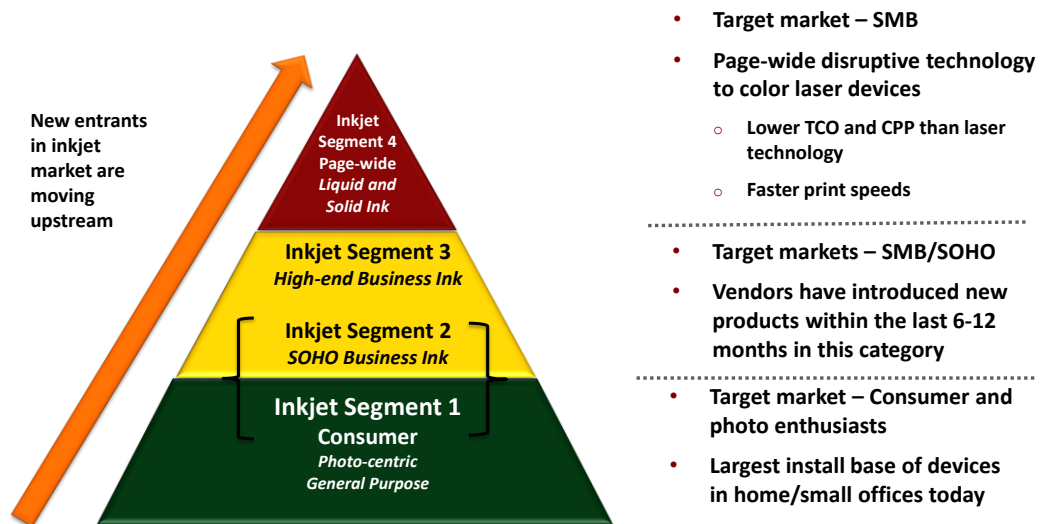 New entrants
in inkjet
market are
moving
upstream
Inkjet
Segment 4
Page-wide
Liquid and
Solid Ink
Inkjet Segment 3
High-end Business Ink
Inkjet Segment 2
SOHO Business Ink
Inkjet Segment 1
Consumer
Photo-centric
General Purpose
• Target market – SMB
• Page-wide disruptive technology
to color laser devices
o Lower TCO and CPP than laser
technology
o Faster print speeds
• Target markets – SMB/SOHO
• Vendors have introduced new
products within the last 6-12
months in this category
• Target market – Consumer and
photo enthusiasts
• Largest install base of devices
in home/small offices today